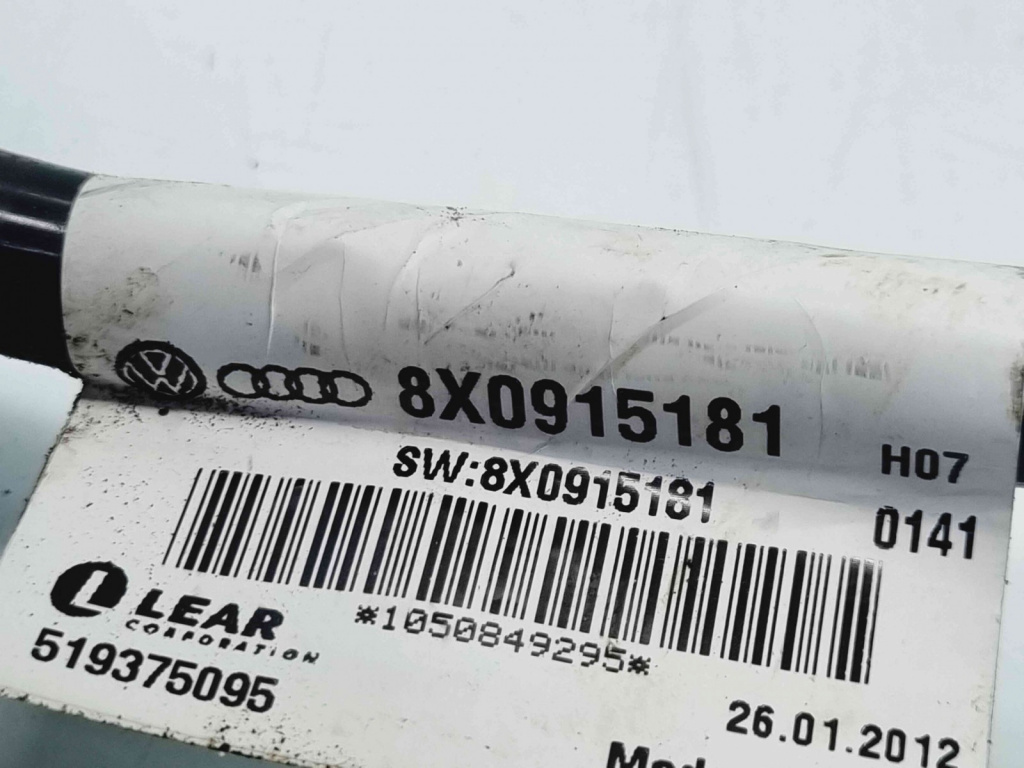 8X0915181
H07
SW:8X0915181
0141
*1050849295*
LEAR
CORPORATION
519375095
26.01.2012